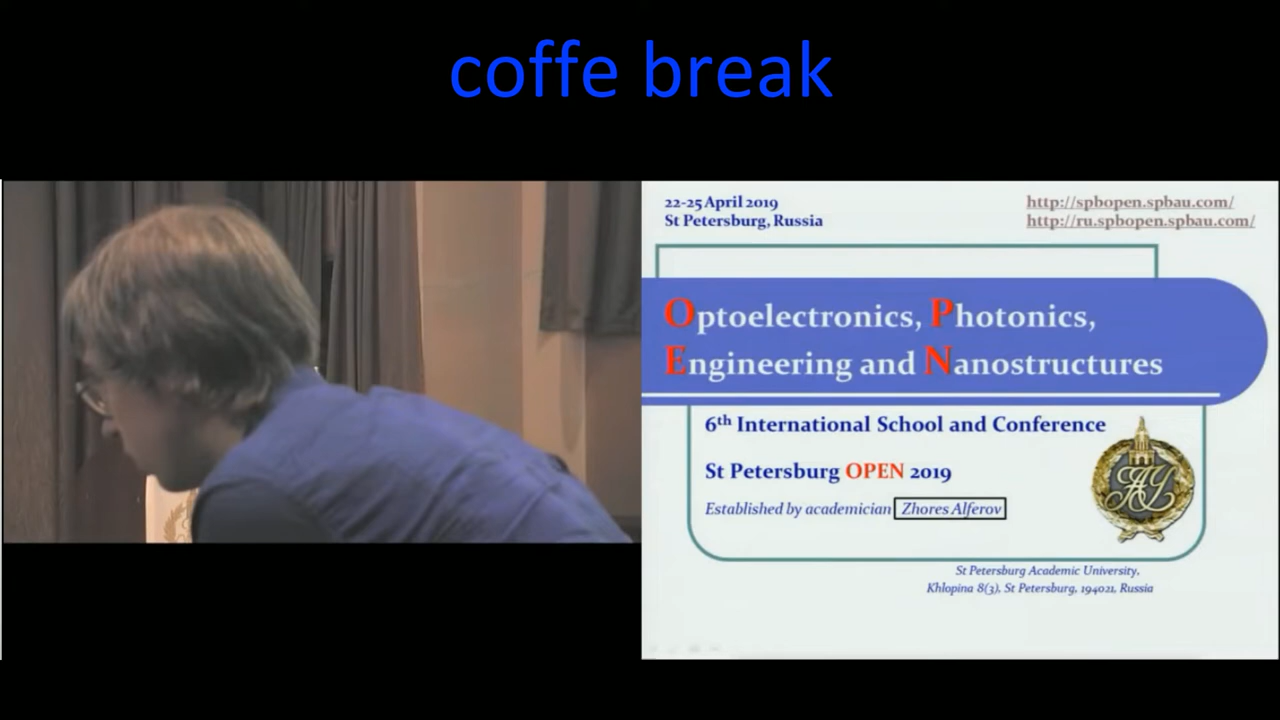 coffe break
22-25 April 2019
St Petersburg, Russia
http://spbopen.spbau.com/
http://ru.spbopen.spbau.com/
Optoelectronics, Photonics,
Engineering and Nanostructures
6th International School and Conference
St Petersburg OPEN 2019
Established by academician Zhores Alferov
St Petersburg Academic University,
Khlopina 8(3), St Petersburg, 194021, Russia